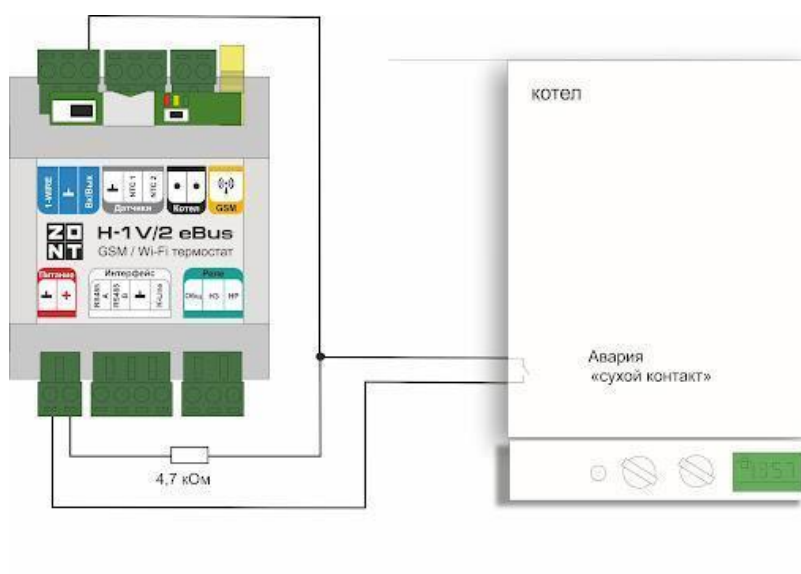 котел
1-WIRE
Вх/Вых
NTC 1
NTC 2
Датчики
Котел
GSM
ZONT
H-1V/2 eBus
GSM / Wi-Fi термостат
Питание
Интерфейс
Реле
+
RS485 A
RS485 B
K-Line
Общ
НЗ
НР
Авария
«сухой контакт»
4,7 кОм